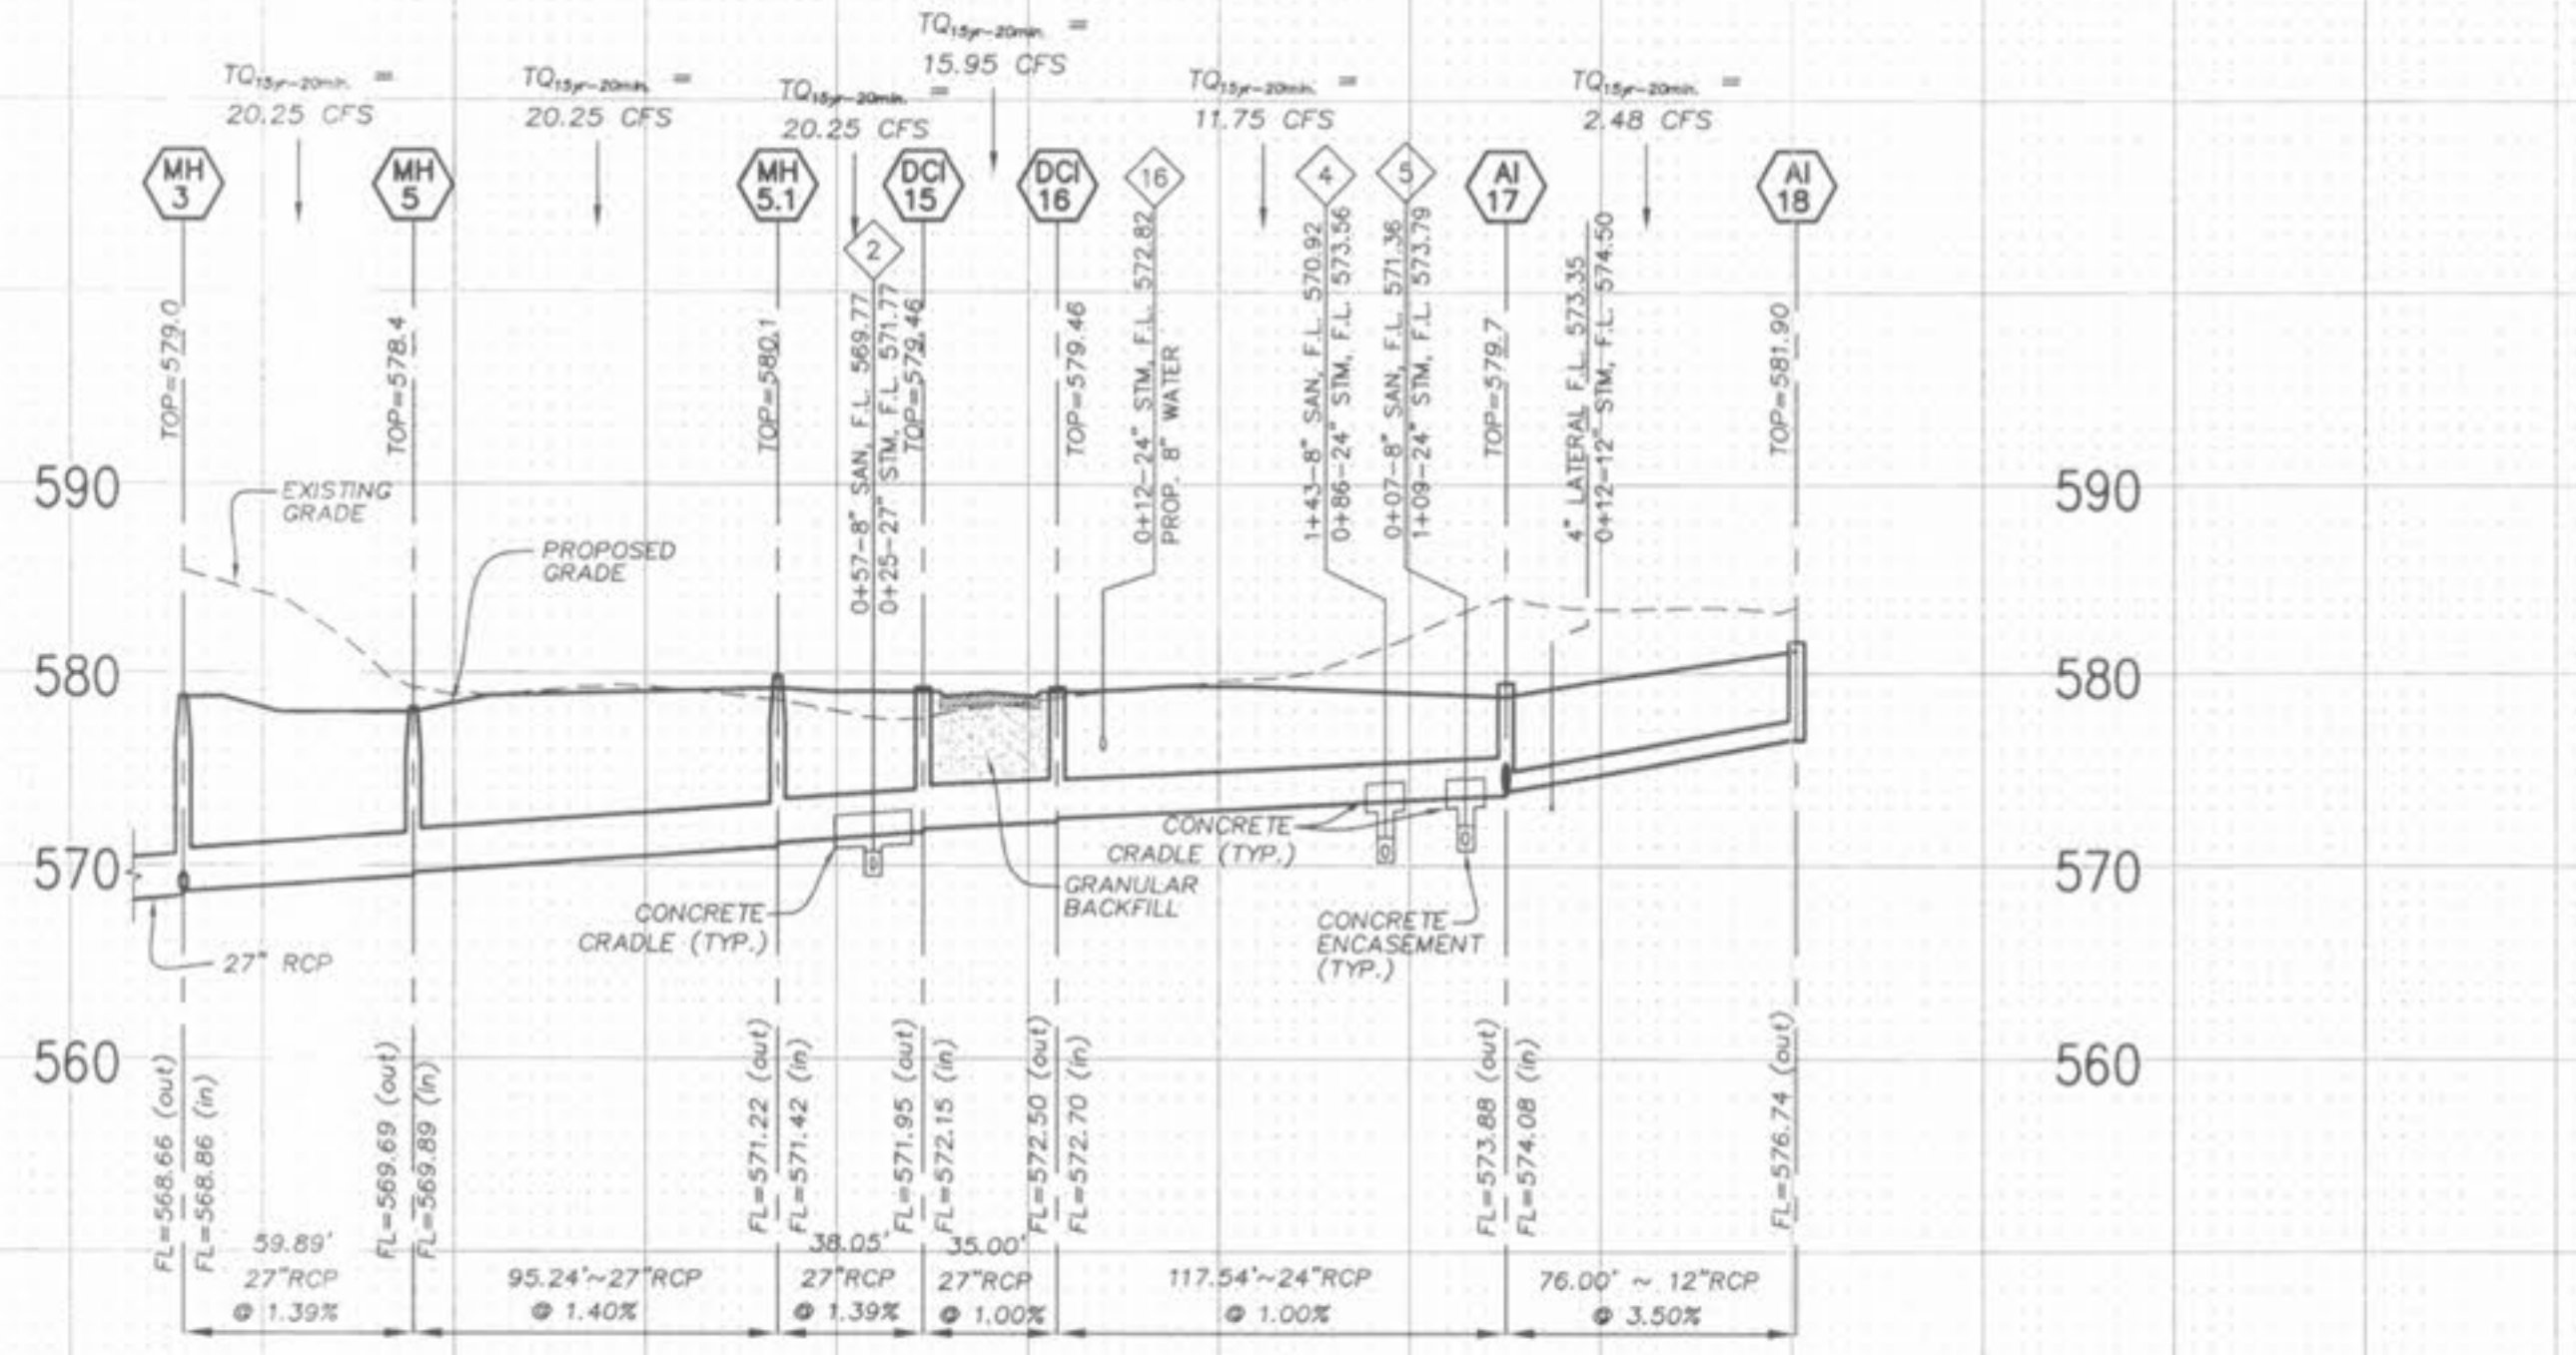 TQ15yr-20min. =
20.25 CFS
TQ15yr-20min. =
20.25 CFS
TQ15yr-20min. =
20.25 CFS
TQ15yr-20min. =
15.95 CFS
TQ15yr-20min. =
11.75 CFS
TQ15yr-20min. =
2.48 CFS
MH
3
MH
5
MH
5.1
DCI
15
DCI
16
16
4
5
AI
17
AI
18
2
TOP=579.0
TOP=578.4
TOP=580.1
0+57-8" SAN, F.L. 569.77
0+25-27" STM, F.L. 571.77
TOP=579.46
TOP=579.46
0+12-24" STM, F.L. 572.82
PROP. 8" WATER
1+43-8" SAN, F.L. 570.92
0+86-24" STM, F.L. 573.56
0+07-8" SAN, F.L. 571.36
1+09-24" STM, F.L. 573.79
TOP=579.7
4" LATERAL F.L. 573.35
0+12-12" STM, F.L. 574.50
TOP=581.90
590
590
EXISTING
GRADE
PROPOSED
GRADE
580
580
570
570
CONCRETE
CRADLE (TYP.)
GRANULAR
BACKFILL
CONCRETE
CRADLE (TYP.)
CONCRETE
ENCASEMENT
(TYP.)
27" RCP
560
560
FL=568.66 (out)
FL=568.86 (in)
FL=569.69 (out)
FL=569.89 (in)
FL=571.22 (out)
FL=571.42 (in)
FL=571.95 (out)
FL=572.15 (in)
FL=572.50 (out)
FL=572.70 (in)
FL=573.88 (out)
FL=574.08 (in)
FL=576.74 (out)
59.89'
27"RCP
@ 1.39%
95.24'~27"RCP
@ 1.40%
38.05'
27"RCP
@ 1.39%
35.00'
27"RCP
@ 1.00%
117.54'~24"RCP
@ 1.00%
76.00' ~ 12"RCP
@ 3.50%